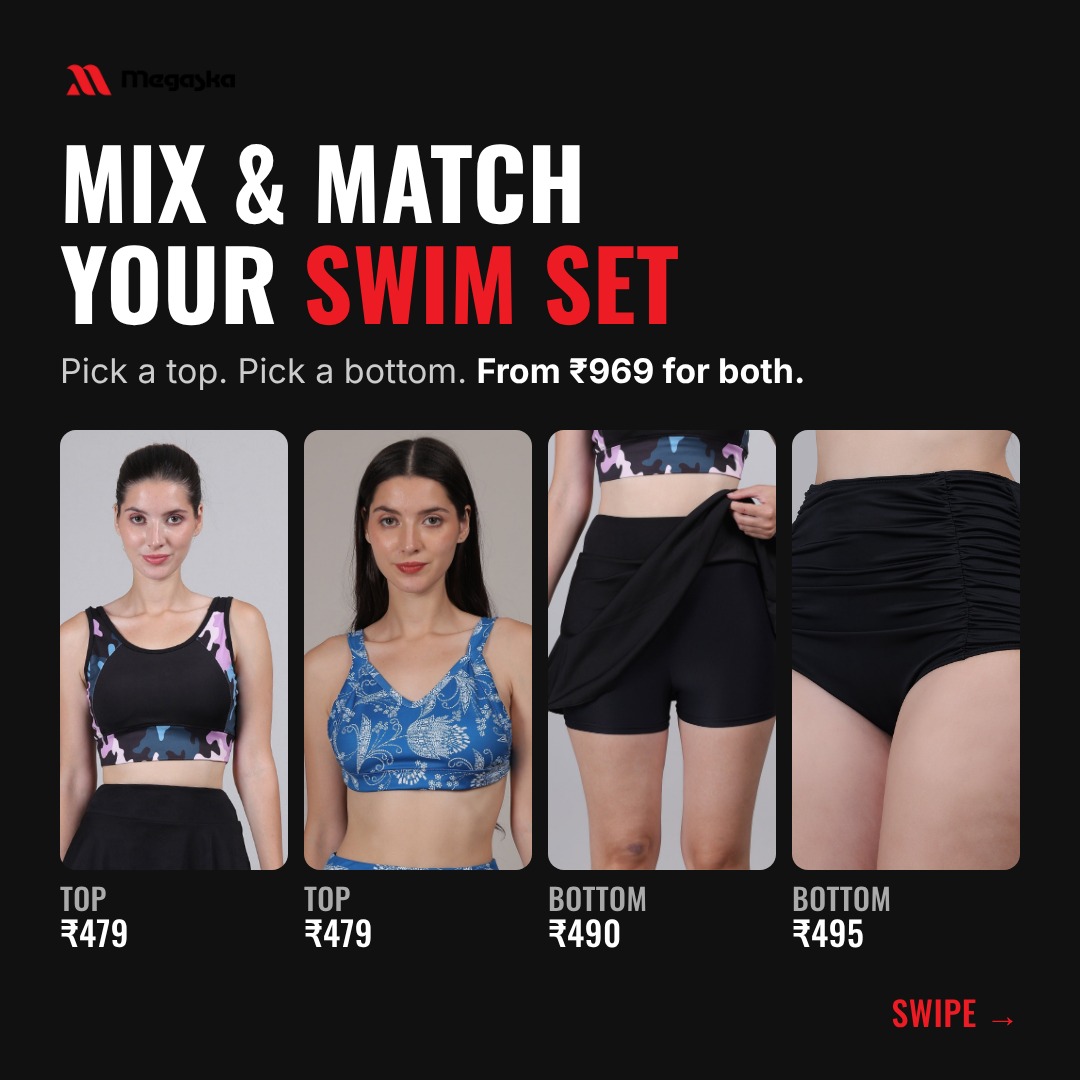 Megaska
MIX & MATCH
YOUR SWIM SET
Pick a top. Pick a bottom. From ₹969 for both.
TOP
₹479
TOP
₹479
BOTTOM
₹490
BOTTOM
₹495
SWIPE →